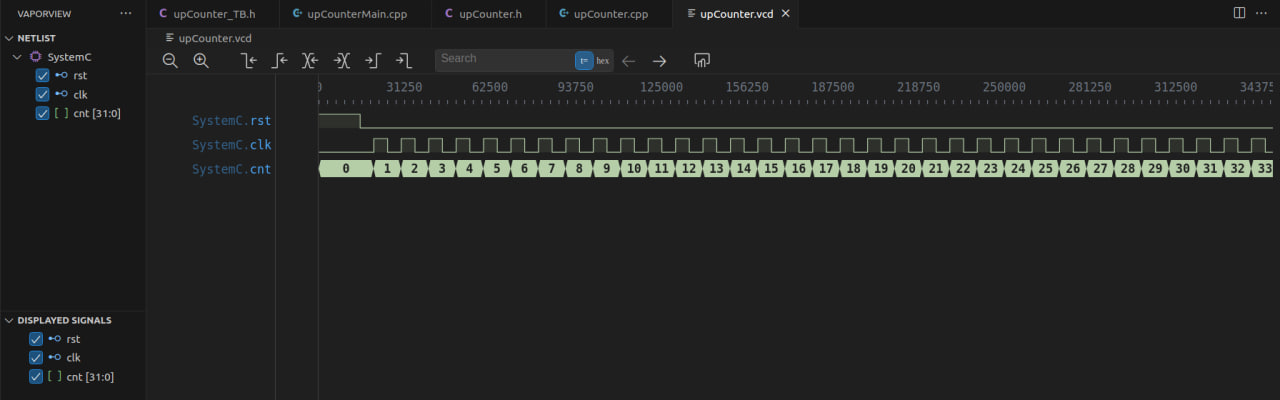 VAPORVIEW ··· upCounter_TB.h upCounterMain.cpp upCounter.h upCounter.cpp upCounter.vcd
NETLIST
SystemC
rst
clk
cnt [31:0]
upCounter.vcd
Search t= hex
0 31250 62500 93750 125000 156250 187500 218750 250000 281250 312500 34375
SystemC.rst
SystemC.clk
SystemC.cnt 0 1 2 3 4 5 6 7 8 9 10 11 12 13 14 15 16 17 18 19 20 21 22 23 24 25 26 27 28 29 30 31 32 33
DISPLAYED SIGNALS
rst
clk
cnt [31:0]